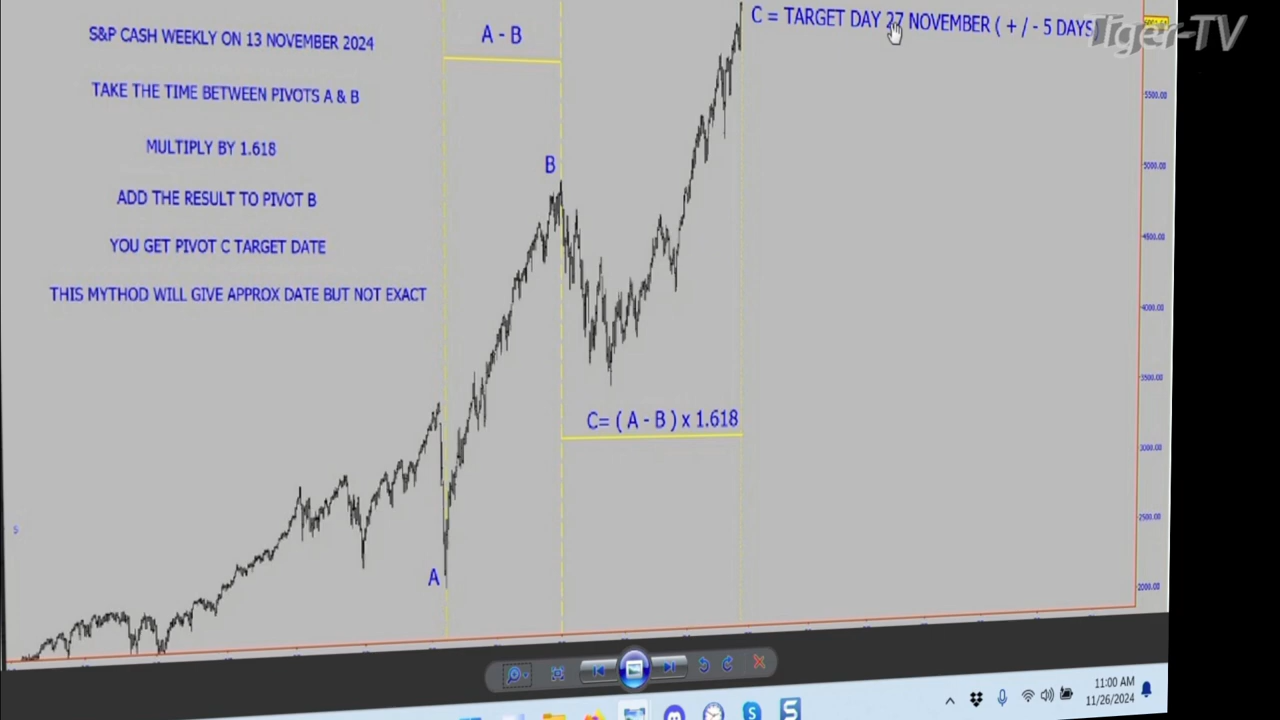 S&P CASH WEEKLY ON 13 NOVEMBER 2024
A - B
C = TARGET DAY 27 NOVEMBER ( + / - 5 DAYS)
Tiger-TV
TAKE THE TIME BETWEEN PIVOTS A & B
5500.00
MULTIPLY BY 1.618
B
5000.00
ADD THE RESULT TO PIVOT B
YOU GET PIVOT C TARGET DATE
4500.00
THIS MYTHOD WILL GIVE APPROX DATE BUT NOT EXACT
4000.00
3500.00
C= ( A - B ) x 1.618
3000.00
2500.00
5
A
2000.00
11:00 AM
11/26/2024